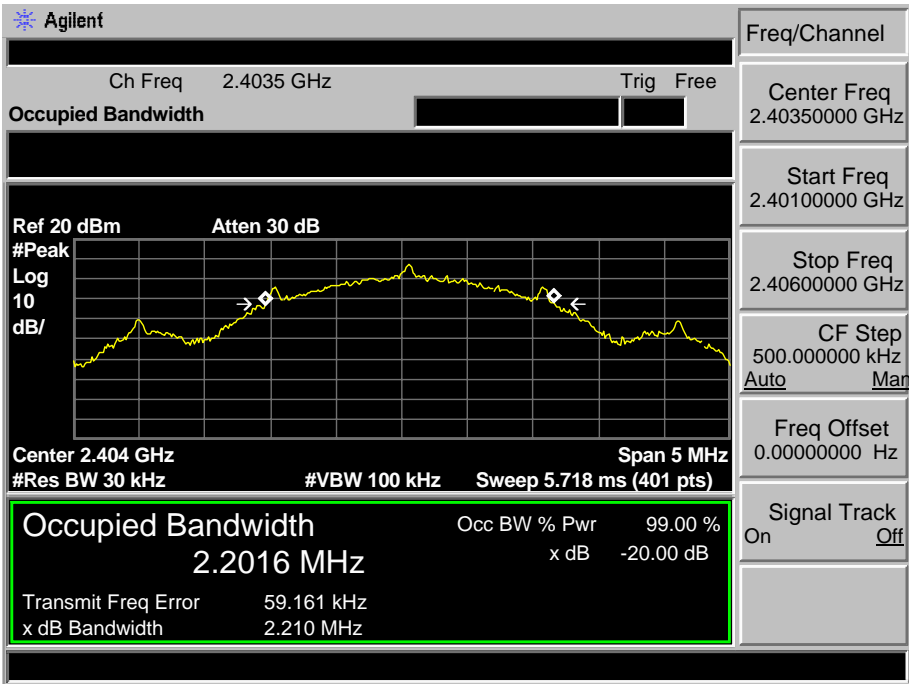 Agilent
Freq/Channel
Ch Freq 2.4035 GHz Trig Free
Occupied Bandwidth
Center Freq
2.40350000 GHz
Start Freq
2.40100000 GHz
Stop Freq
2.40600000 GHz
CF Step
500.000000 kHz
Auto Man
Freq Offset
0.00000000 Hz
Signal Track
On Off
Ref 20 dBm Atten 30 dB
#Peak
Log
10
dB/
Center 2.404 GHz Span 5 MHz
#Res BW 30 kHz #VBW 100 kHz Sweep 5.718 ms (401 pts)
Occupied Bandwidth Occ BW % Pwr 99.00 %
2.2016 MHz x dB -20.00 dB
Transmit Freq Error 59.161 kHz
x dB Bandwidth 2.210 MHz